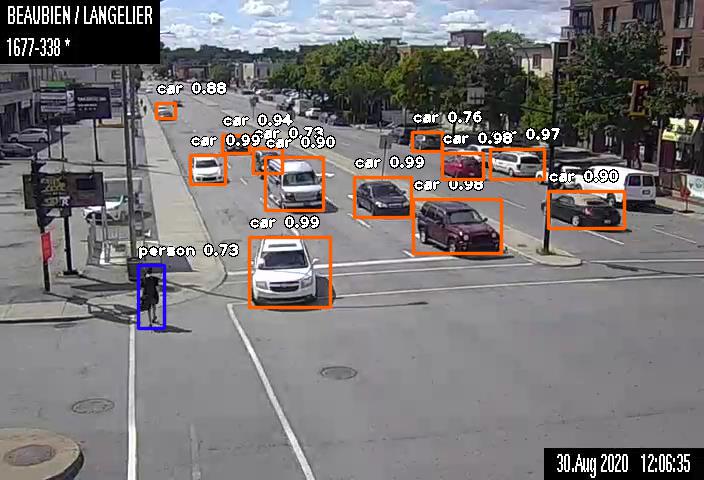 BEAUBIEN / LANGELIER
1677-338 *
car 0.88
car 0.94
car 0.76
car 0.73
car 0.99
car 0.90
car 0.98
0.97
car 0.99
car 0.98
car 0.90
car 0.99
person 0.73
30.Aug 2020 12:06:35